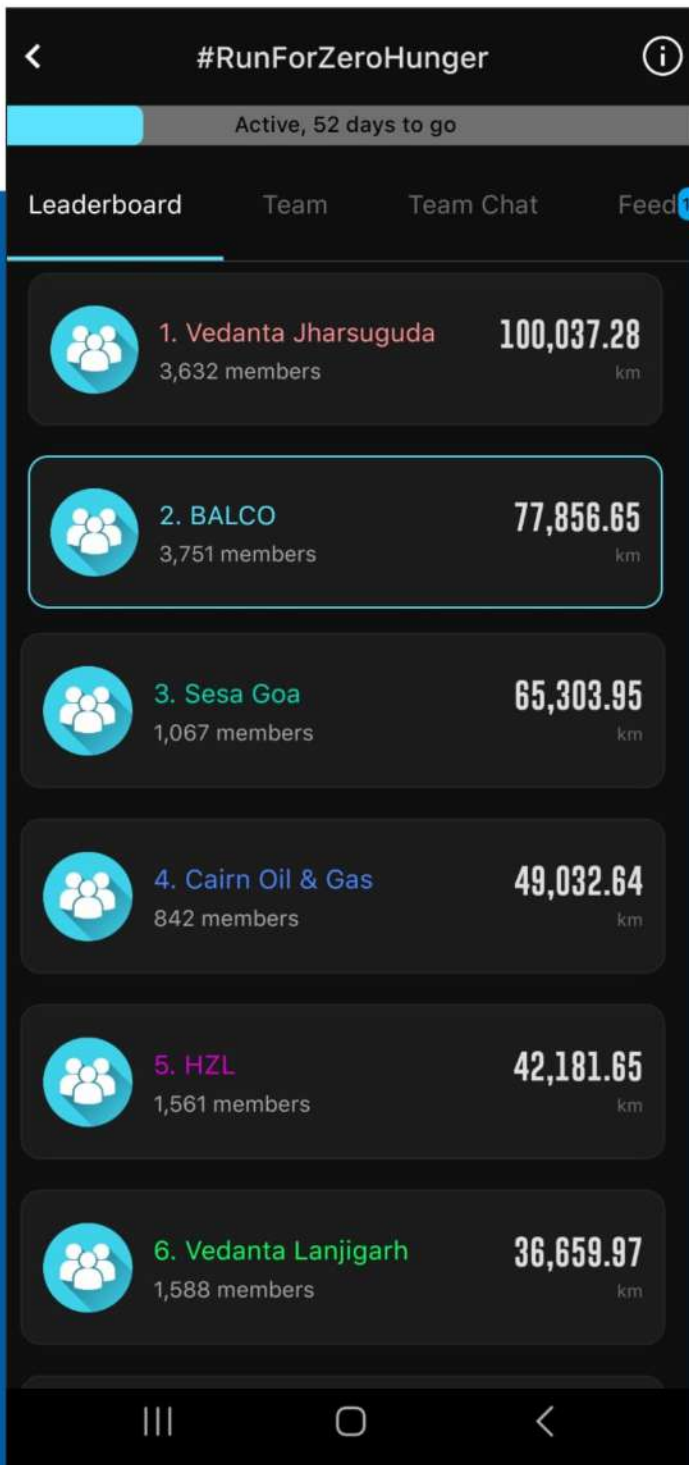 #RunForZeroHunger
Active, 52 days to go
Leaderboard Team Team Chat Feed 1
1. Vedanta Jharsuguda 100,037.28
3,632 members km
2. BALCO 77,856.65
3,751 members km
3. Sesa Goa 65,303.95
1,067 members km
4. Cairn Oil & Gas 49,032.64
842 members km
5. HZL 42,181.65
1,561 members km
6. Vedanta Lanjigarh 36,659.97
1,588 members km